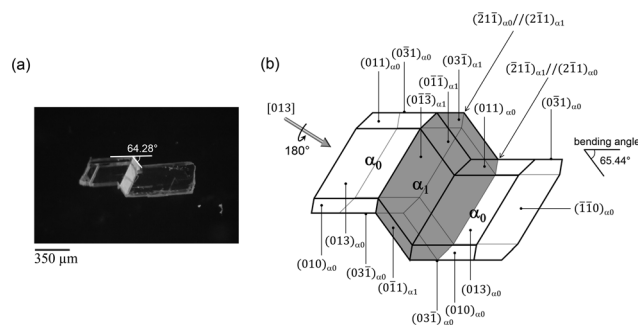 (a)
64.28°
350 µm
(b)
(2̄11̄)α0//(21̄1)α1
(03̄1)α0
(011)α0
(031̄)α1
(01̄1̄)α1
(2̄11̄)α1//(21̄1)α0
(01̄3̄)α1
(011)α0
(03̄1)α0
[013]
180°
bending angle
65.44°
α0
α1
α0
(1̄1̄0)α0
(013)α0
(010)α0
(031̄)α0
(01̄1)α1
(013)α0
(010)α0
(031̄)α0